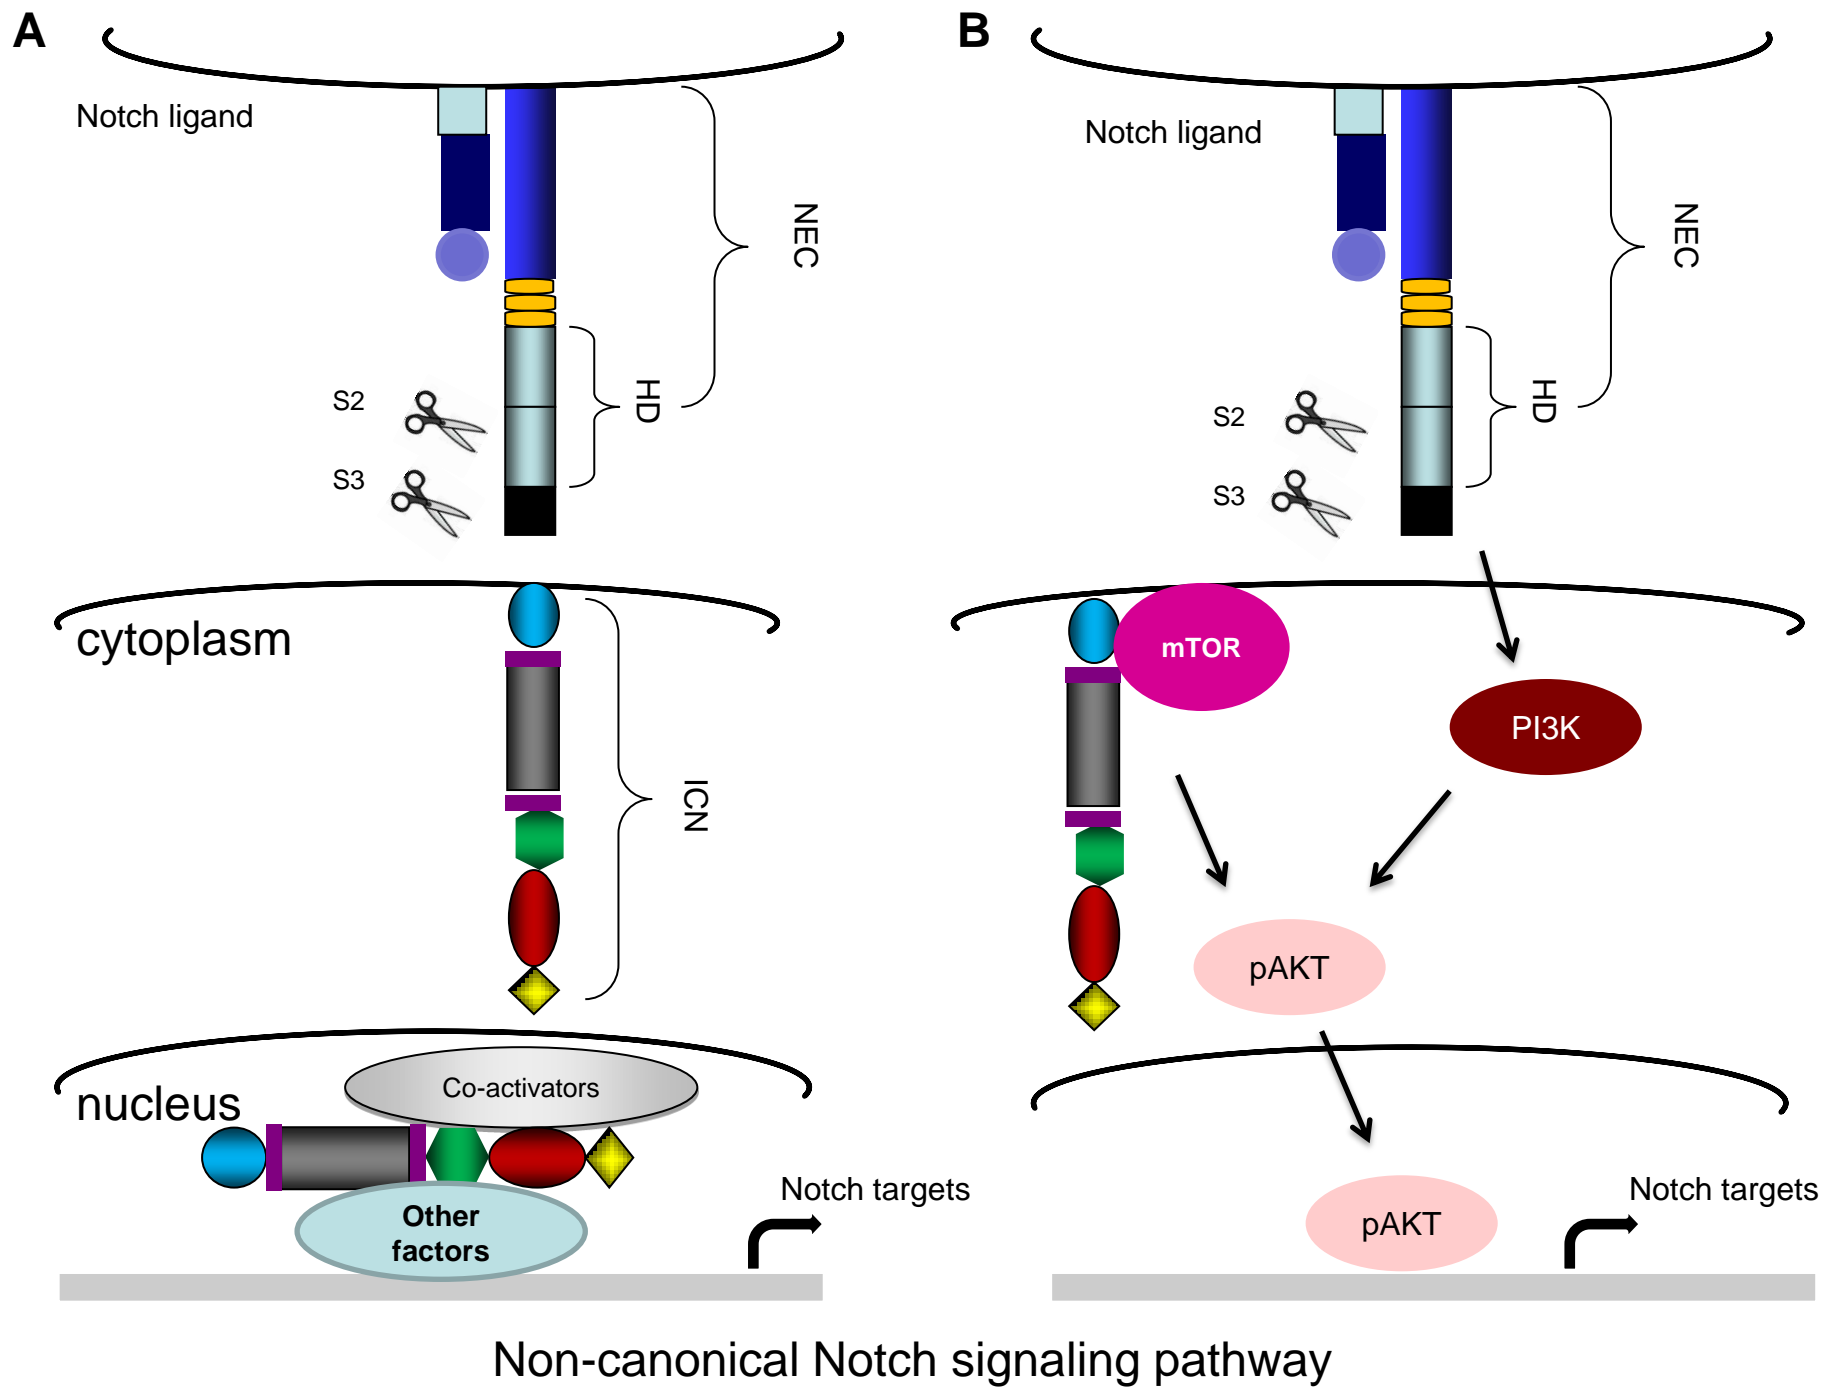 A
Notch ligand
NEC
HD
S2
S3
cytoplasm
ICN
nucleus
Co-activators
Other
factors
Notch targets
B
Notch ligand
NEC
HD
S2
S3
mTOR
PI3K
pAKT
pAKT
Notch targets
Non-canonical Notch signaling pathway